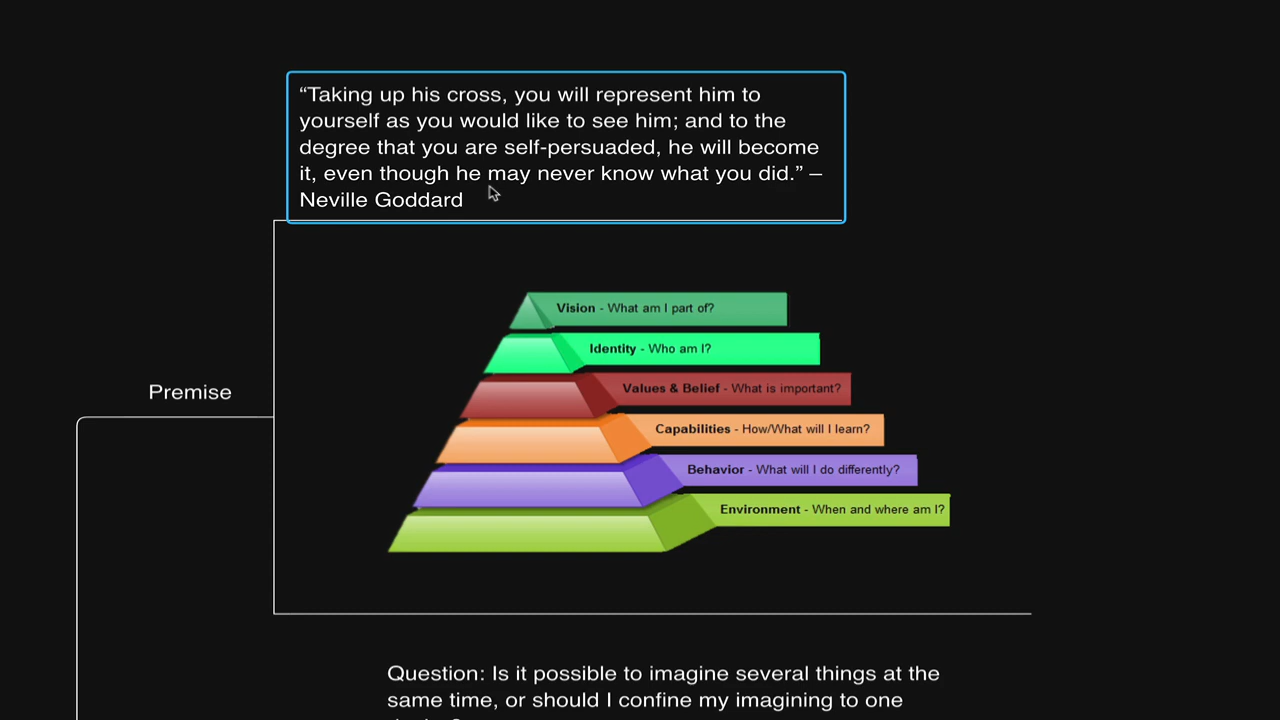 “Taking up his cross, you will represent him to
yourself as you would like to see him; and to the
degree that you are self-persuaded, he will become
it, even though he may never know what you did.” –
Neville Goddard
Vision - What am I part of?
Identity - Who am I?
Premise
Values & Belief - What is important?
Capabilities - How/What will I learn?
Behavior - What will I do differently?
Environment - When and where am I?
Question: Is it possible to imagine several things at the
same time, or should I confine my imagining to one